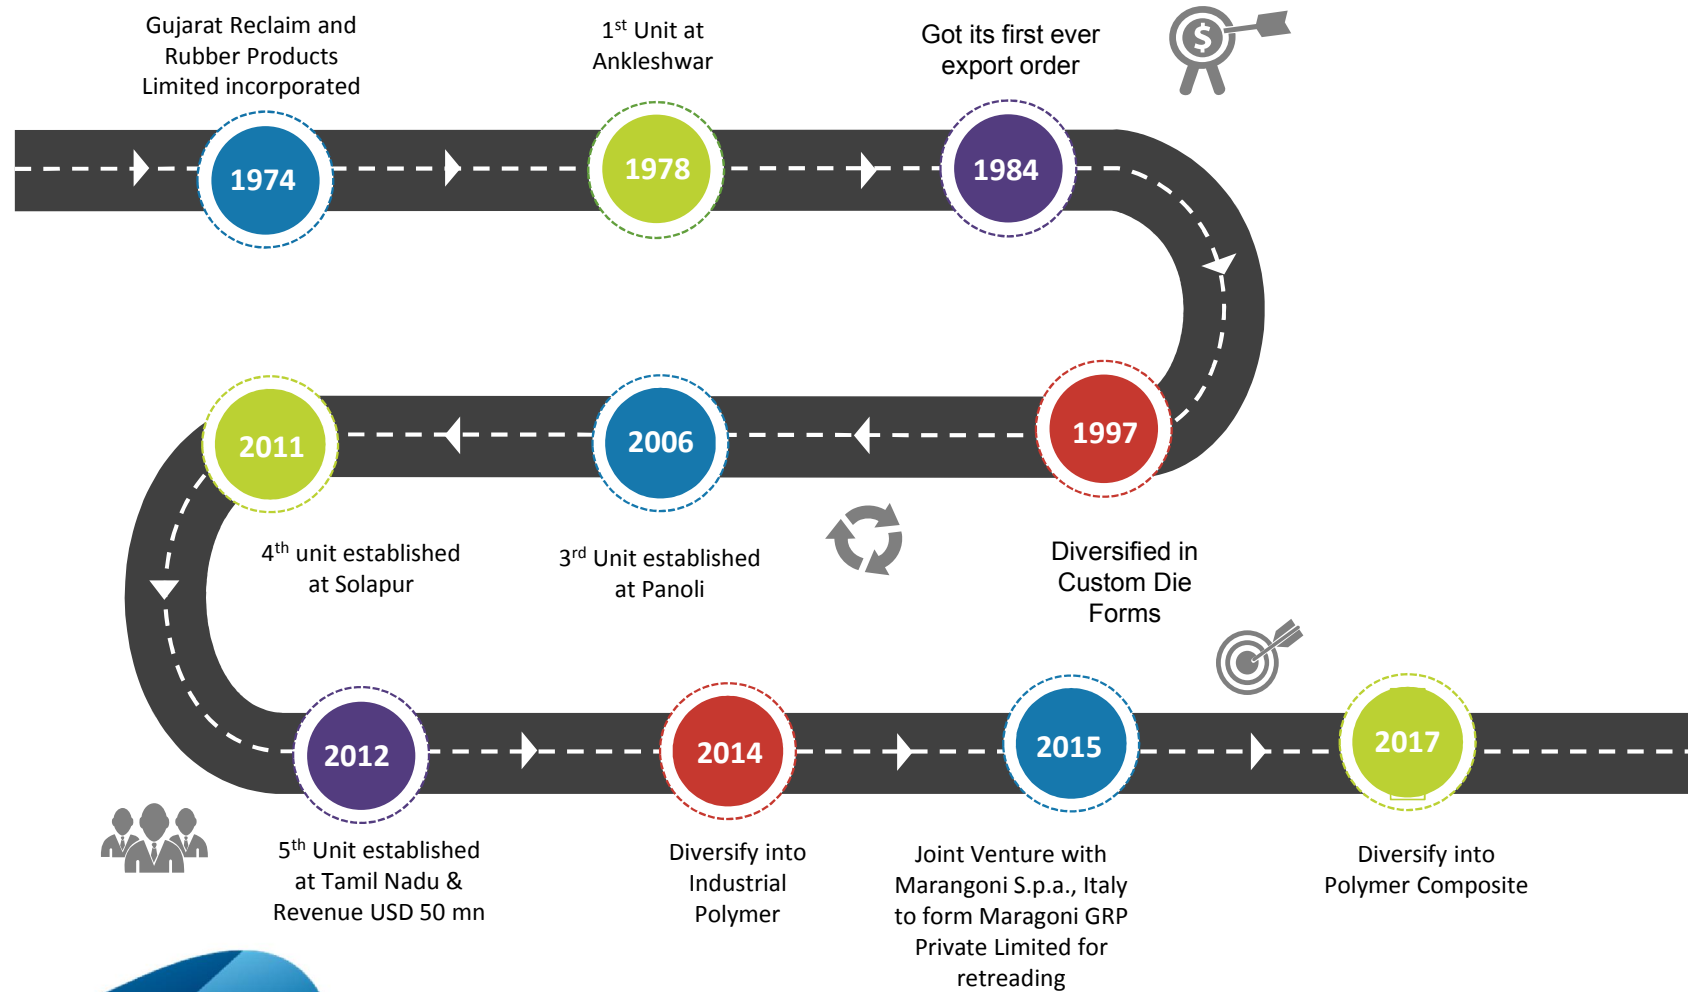 Gujarat Reclaim and
Rubber Products
Limited incorporated
1st Unit at
Ankleshwar
Got its first ever
export order
$
1974
1978
1984
2011
2006
1997
4th unit established
at Solapur
3rd Unit established
at Panoli
Diversified in
Custom Die
Forms
2012
2014
2015
2017
5th Unit established
at Tamil Nadu &
Revenue USD 50 mn
Diversify into
Industrial
Polymer
Joint Venture with
Marangoni S.p.a., Italy
to form Maragoni GRP
Private Limited for
retreading
Diversify into
Polymer Composite